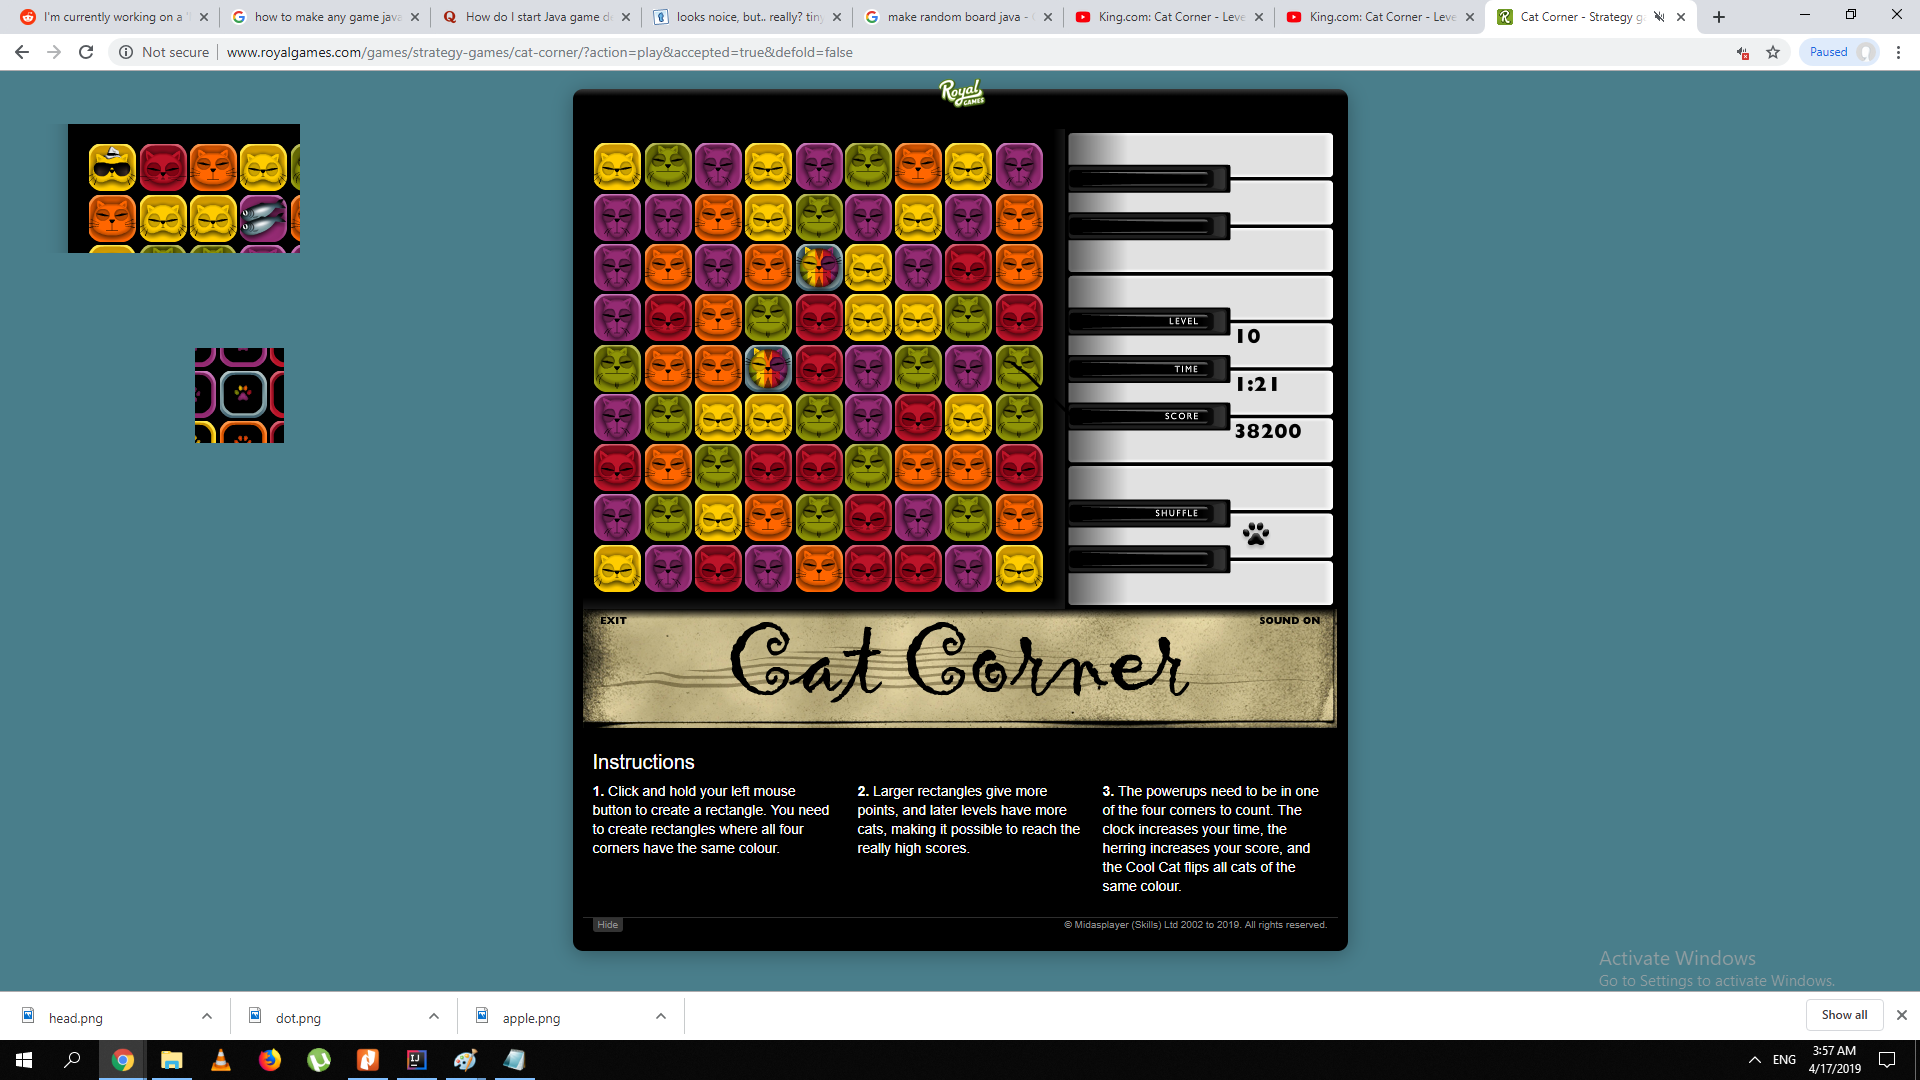 I'm currently working on a "
how to make any game java
How do I start Java game de
looks noice, but.. really? tiny
make random board java -
King.com: Cat Corner - Leve
King.com: Cat Corner - Leve
Cat Corner - Strategy ga
Not secure
www.royalgames.com/games/strategy-games/cat-corner/?action=play&accepted=true&defold=false
Paused
Royal
GAMES
LEVEL
10
TIME
1:21
SCORE
38200
SHUFFLE
EXIT
SOUND ON
Cat Corner
Instructions
1. Click and hold your left mouse
button to create a rectangle. You need
to create rectangles where all four
corners have the same colour.
2. Larger rectangles give more
points, and later levels have more
cats, making it possible to reach the
really high scores.
3. The powerups need to be in one
of the four corners to count. The
clock increases your time, the
herring increases your score, and
the Cool Cat flips all cats of the
same colour.
Hide
© Midasplayer (Skills) Ltd 2002 to 2019. All rights reserved.
Activate Windows
Go to Settings to activate Windows.
head.png
dot.png
apple.png
Show all
ENG
3:57 AM
4/17/2019